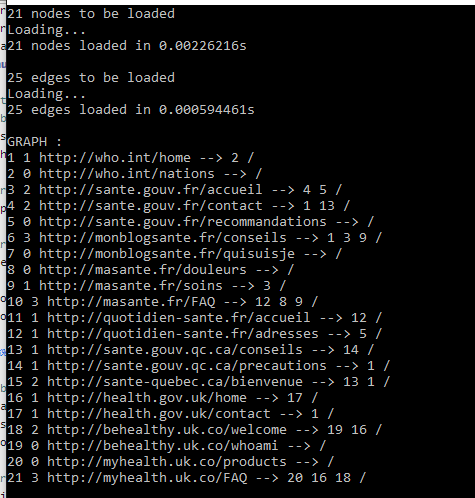 21 nodes to be loaded
Loading...
21 nodes loaded in 0.00226216s

25 edges to be loaded
Loading...
25 edges loaded in 0.000594461s

GRAPH :
1 1 http://who.int/home --> 2 /
2 0 http://who.int/nations --> /
3 2 http://sante.gouv.fr/accueil --> 4 5 /
4 2 http://sante.gouv.fr/contact --> 1 13 /
5 0 http://sante.gouv.fr/recommandations --> /
6 3 http://monblogsante.fr/conseils --> 1 3 9 /
7 0 http://monblogsante.fr/quisuisje --> /
8 0 http://masante.fr/douleurs --> /
9 1 http://masante.fr/soins --> 3 /
10 3 http://masante.fr/FAQ --> 12 8 9 /
11 1 http://quotidien-sante.fr/accueil --> 12 /
12 1 http://quotidien-sante.fr/adresses --> 5 /
13 1 http://sante.gouv.qc.ca/conseils --> 14 /
14 1 http://sante.gouv.qc.ca/precautions --> 1 /
15 2 http://sante-quebec.ca/bienvenue --> 13 1 /
16 1 http://health.gov.uk/home --> 17 /
17 1 http://health.gov.uk/contact --> 1 /
18 2 http://behealthy.uk.co/welcome --> 19 16 /
19 0 http://behealthy.uk.co/whoami --> /
20 0 http://myhealth.uk.co/products --> /
21 3 http://myhealth.uk.co/FAQ --> 20 16 18 /